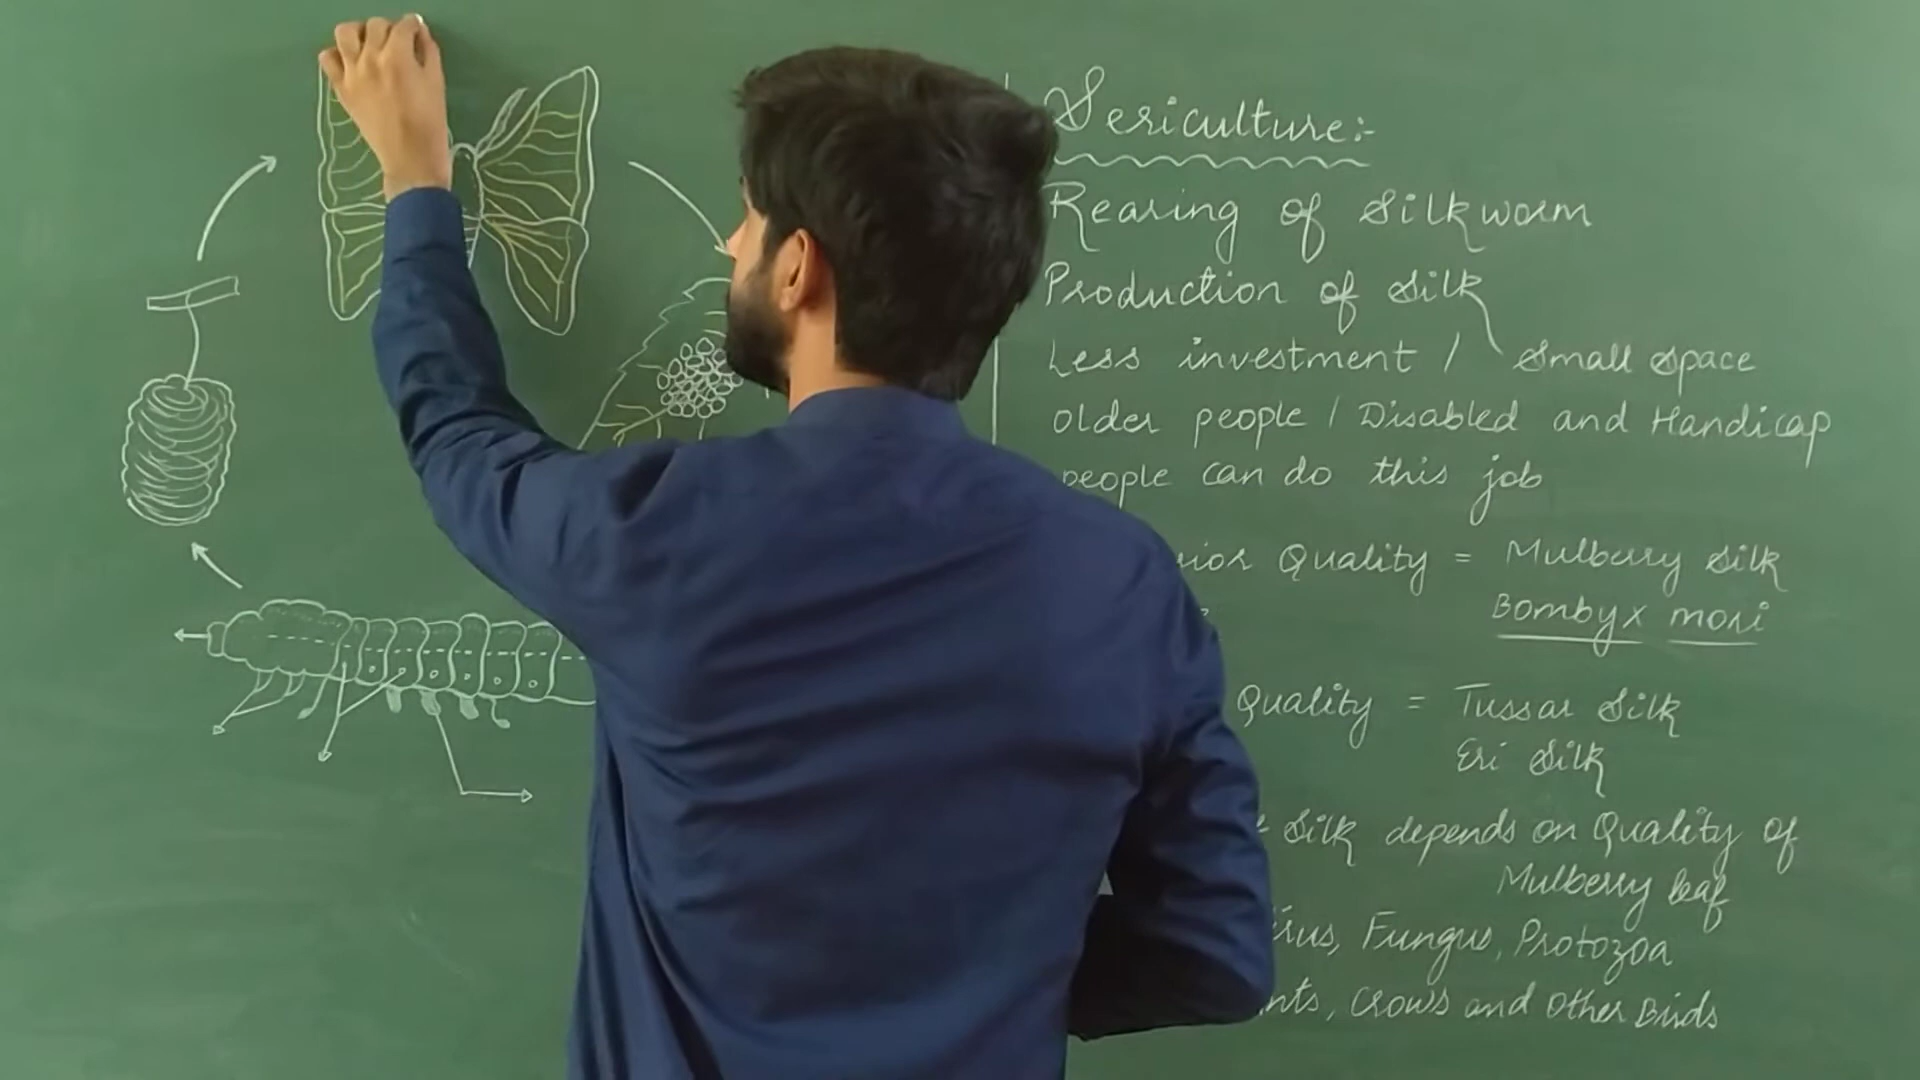 Sericulture:-
Rearing of Silkworm
Production of Silk
Less investment / Small space
older people / Disabled and Handicap
people can do this job
Quality = Mulberry Silk
Bombyx mori
Quality = Tussar Silk
Eri Silk
Silk depends on Quality of
Mulberry leaf
Fungus, Protozoa
Crows and Other Birds